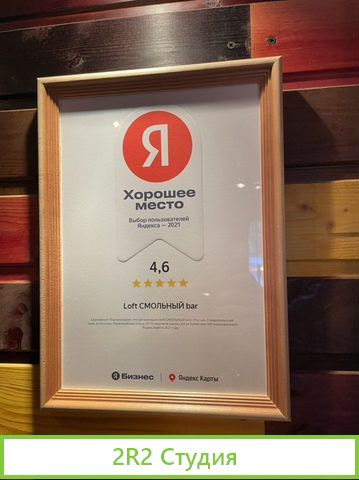 Я
Хорошее
место
Выбор пользователей
Яндекса — 2021
4,6
Loft СМОЛЬНЫЙ bar
Я Бизнес
Яндекс Карты
2R2 Студия